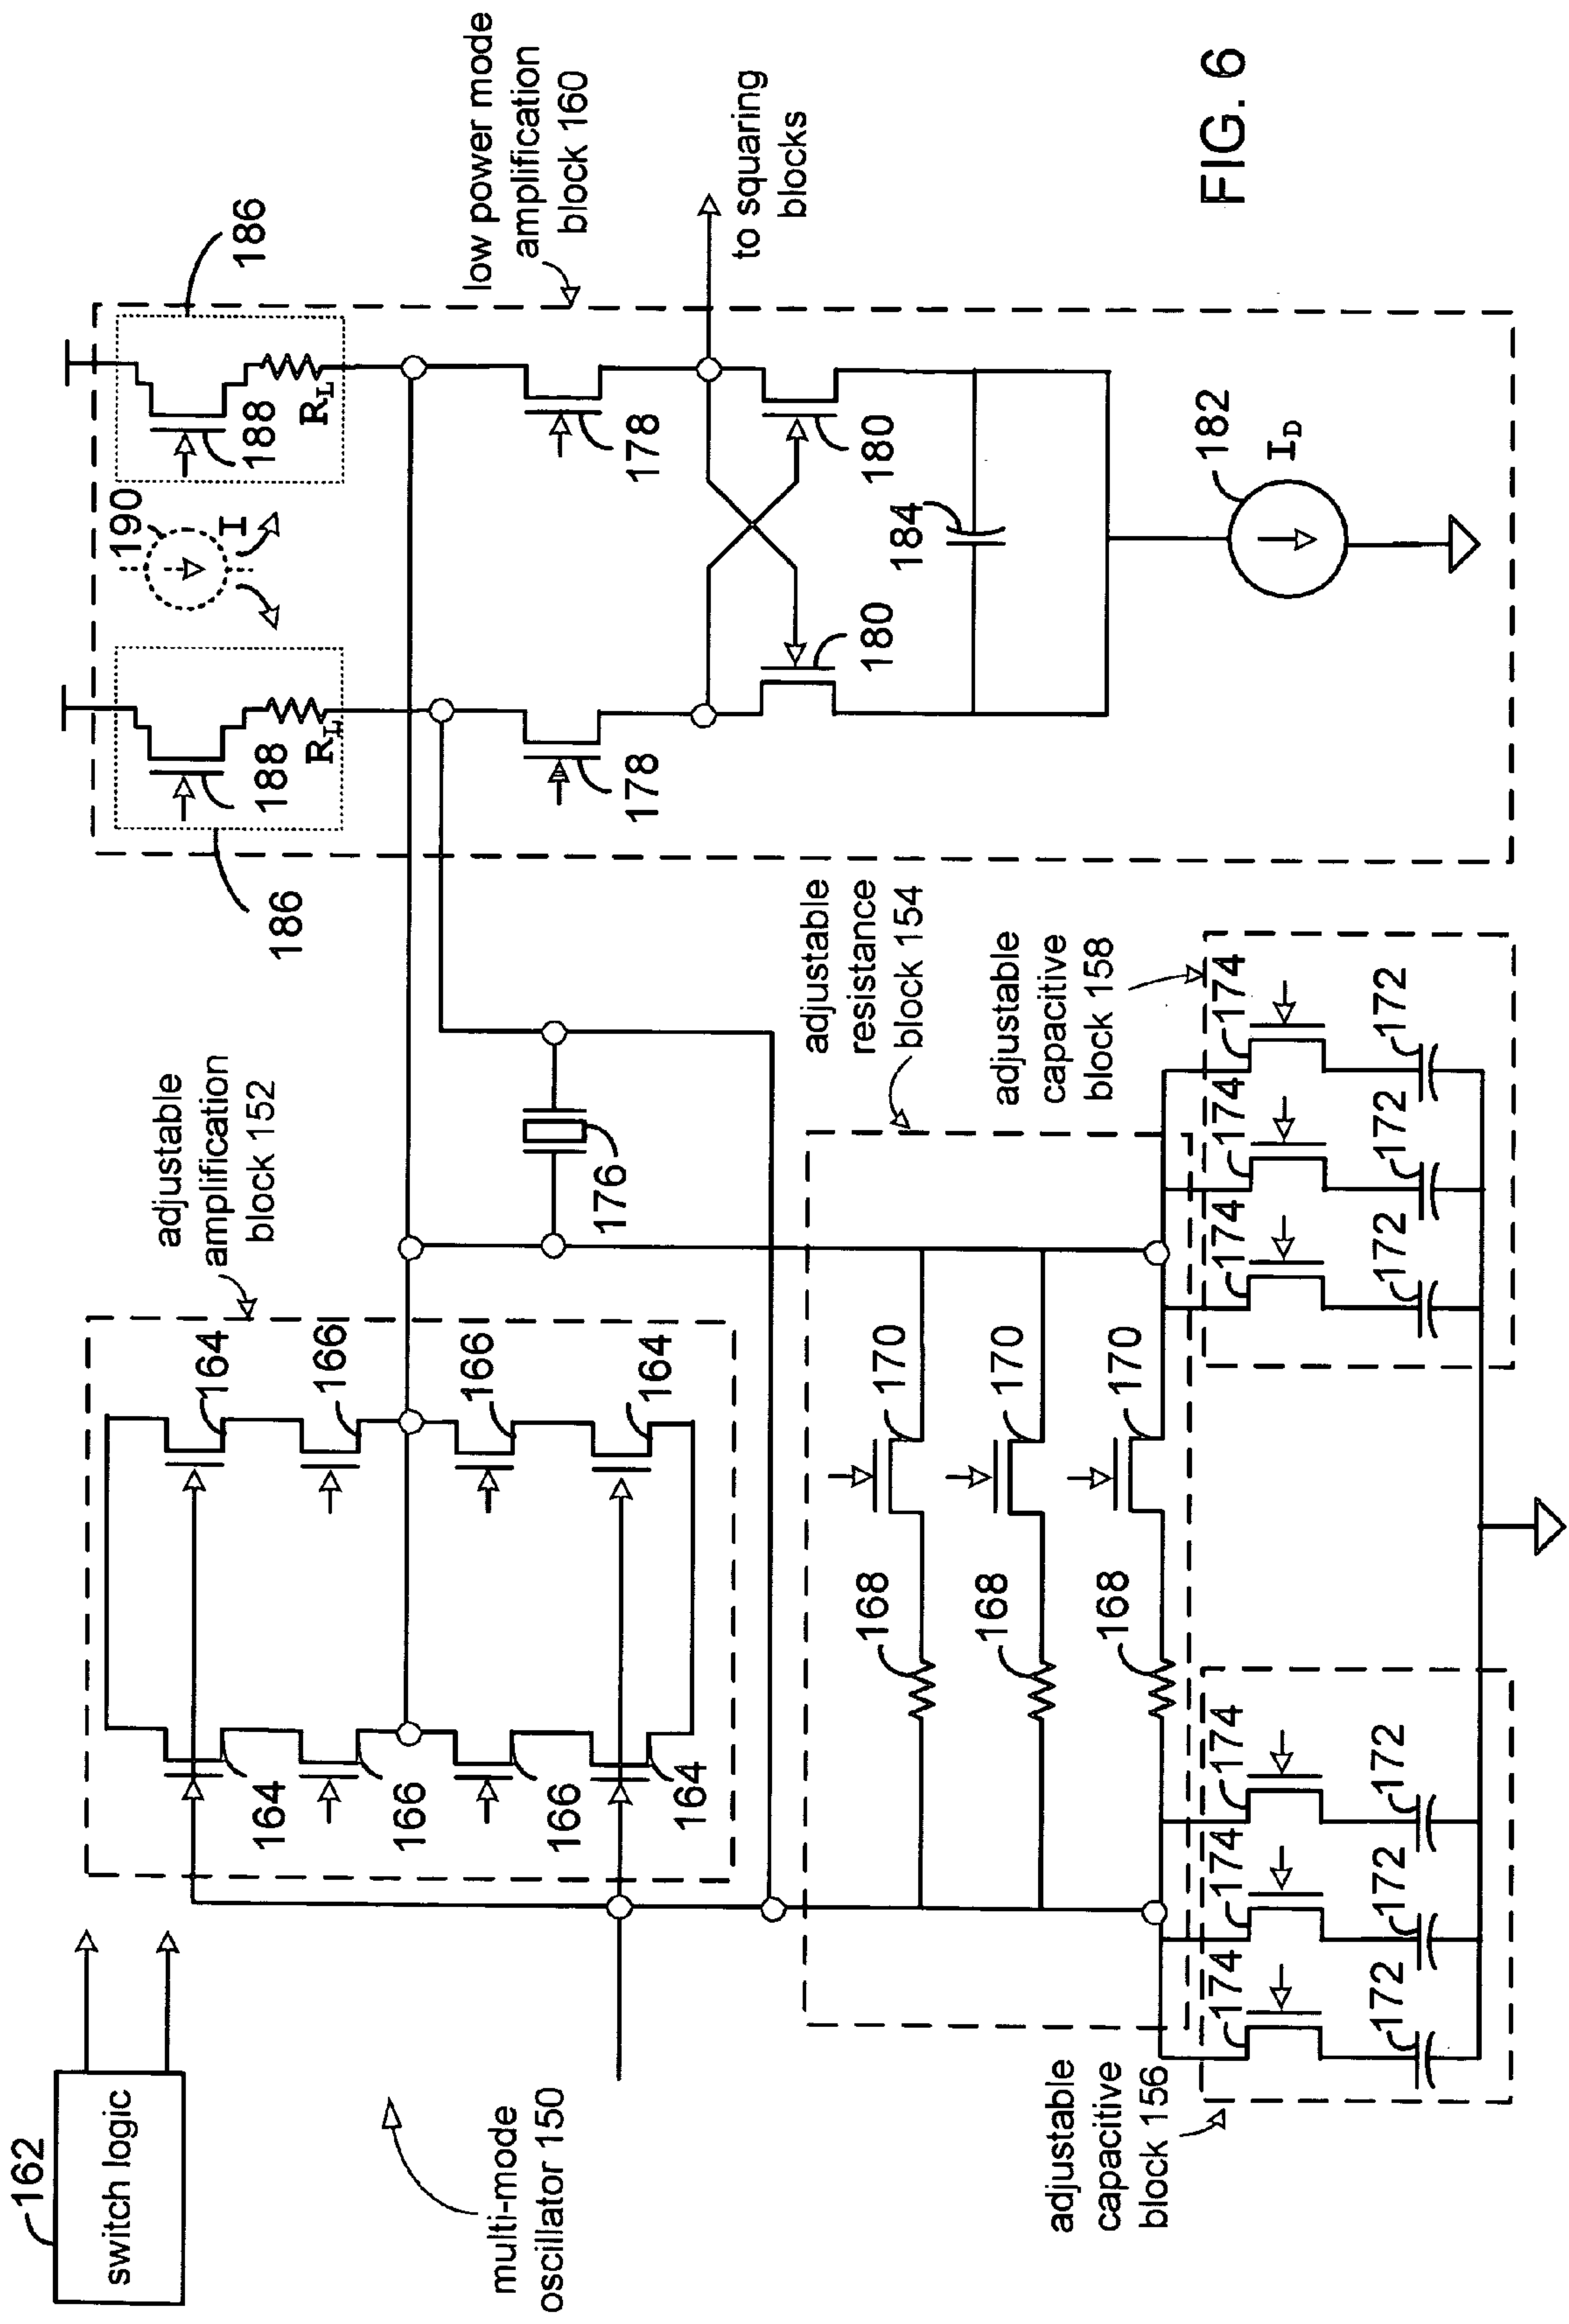 162
switch logic
multi-mode
oscillator 150
adjustable
amplification
block 152
164
164
166
166
166
166
164
164
176
adjustable
resistance
block 154
168
170
168
170
168
170
adjustable
capacitive
block 156
174
174
174
172
172
172
adjustable
capacitive
block 158
174
174
174
172
172
172
low power mode
amplification
block 160
186
186
188
188
R_L
R_L
190
I
178
178
to squaring
blocks
180
180
184
182
I_D
FIG. 6